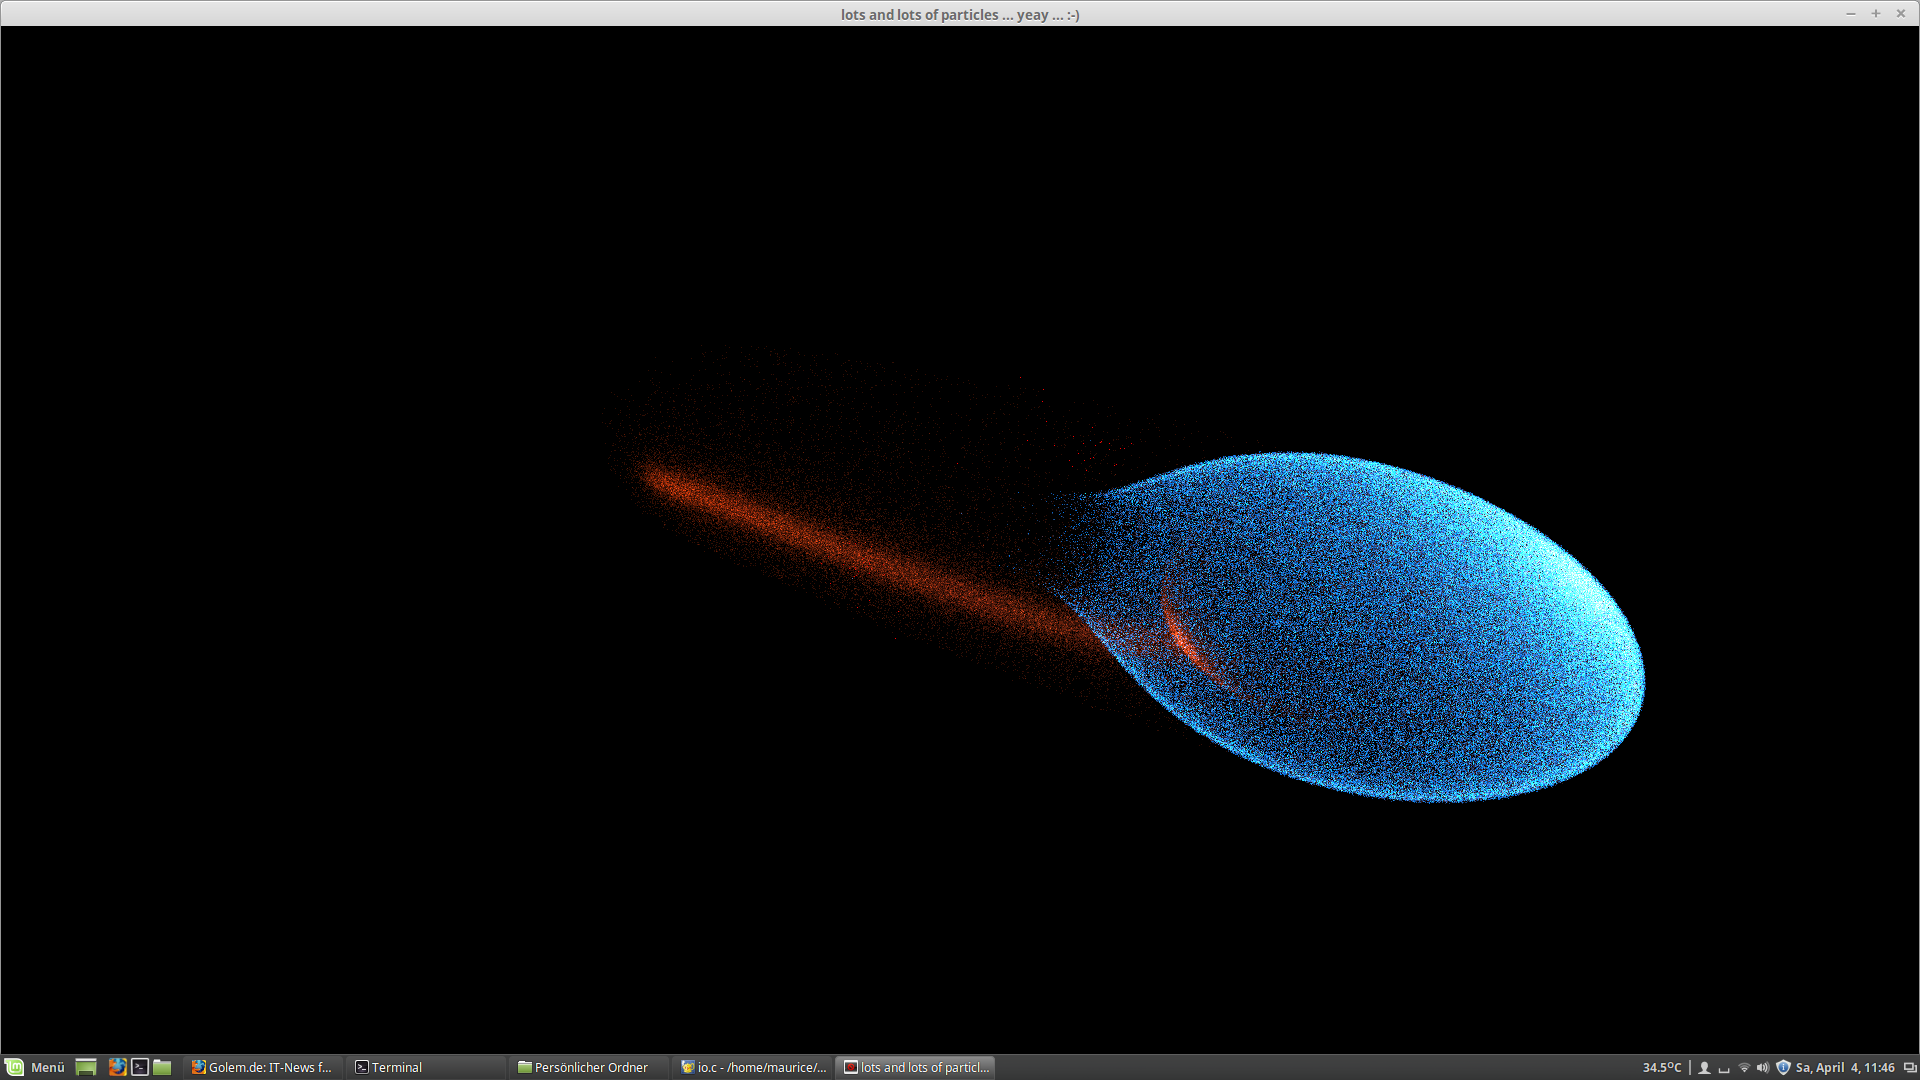 lots and lots of particles ... yeay ... :-)
Menü
Golem.de: IT-News f...
Terminal
Persönlicher Ordner
io.c - /home/maurice/...
lots and lots of particl...
34.5°C
Sa, April 4, 11:46